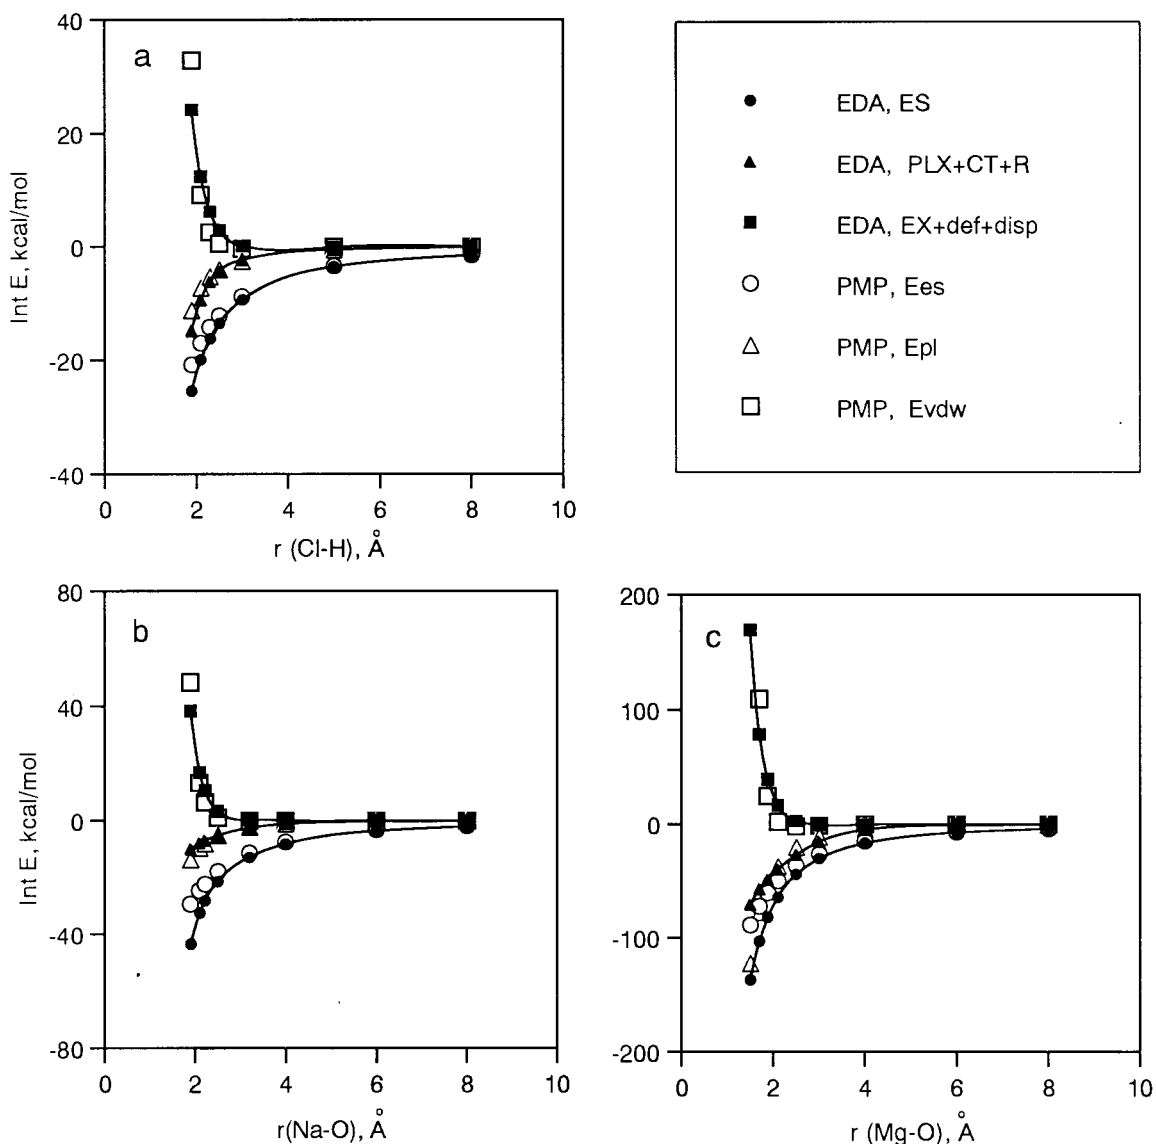 a
40
20
0
-20
-40
0 2 4 6 8 10
Int E, kcal/mol
r (Cl-H), Å
EDA, ES
EDA, PLX+CT+R
EDA, EX+def+disp
PMP, Ees
PMP, Epl
PMP, Evdw
b
80
40
0
-40
-80
0 2 4 6 8 10
Int E, kcal/mol
r(Na-O), Å
c
200
100
0
-100
-200
0 2 4 6 8 10
r (Mg-O), Å